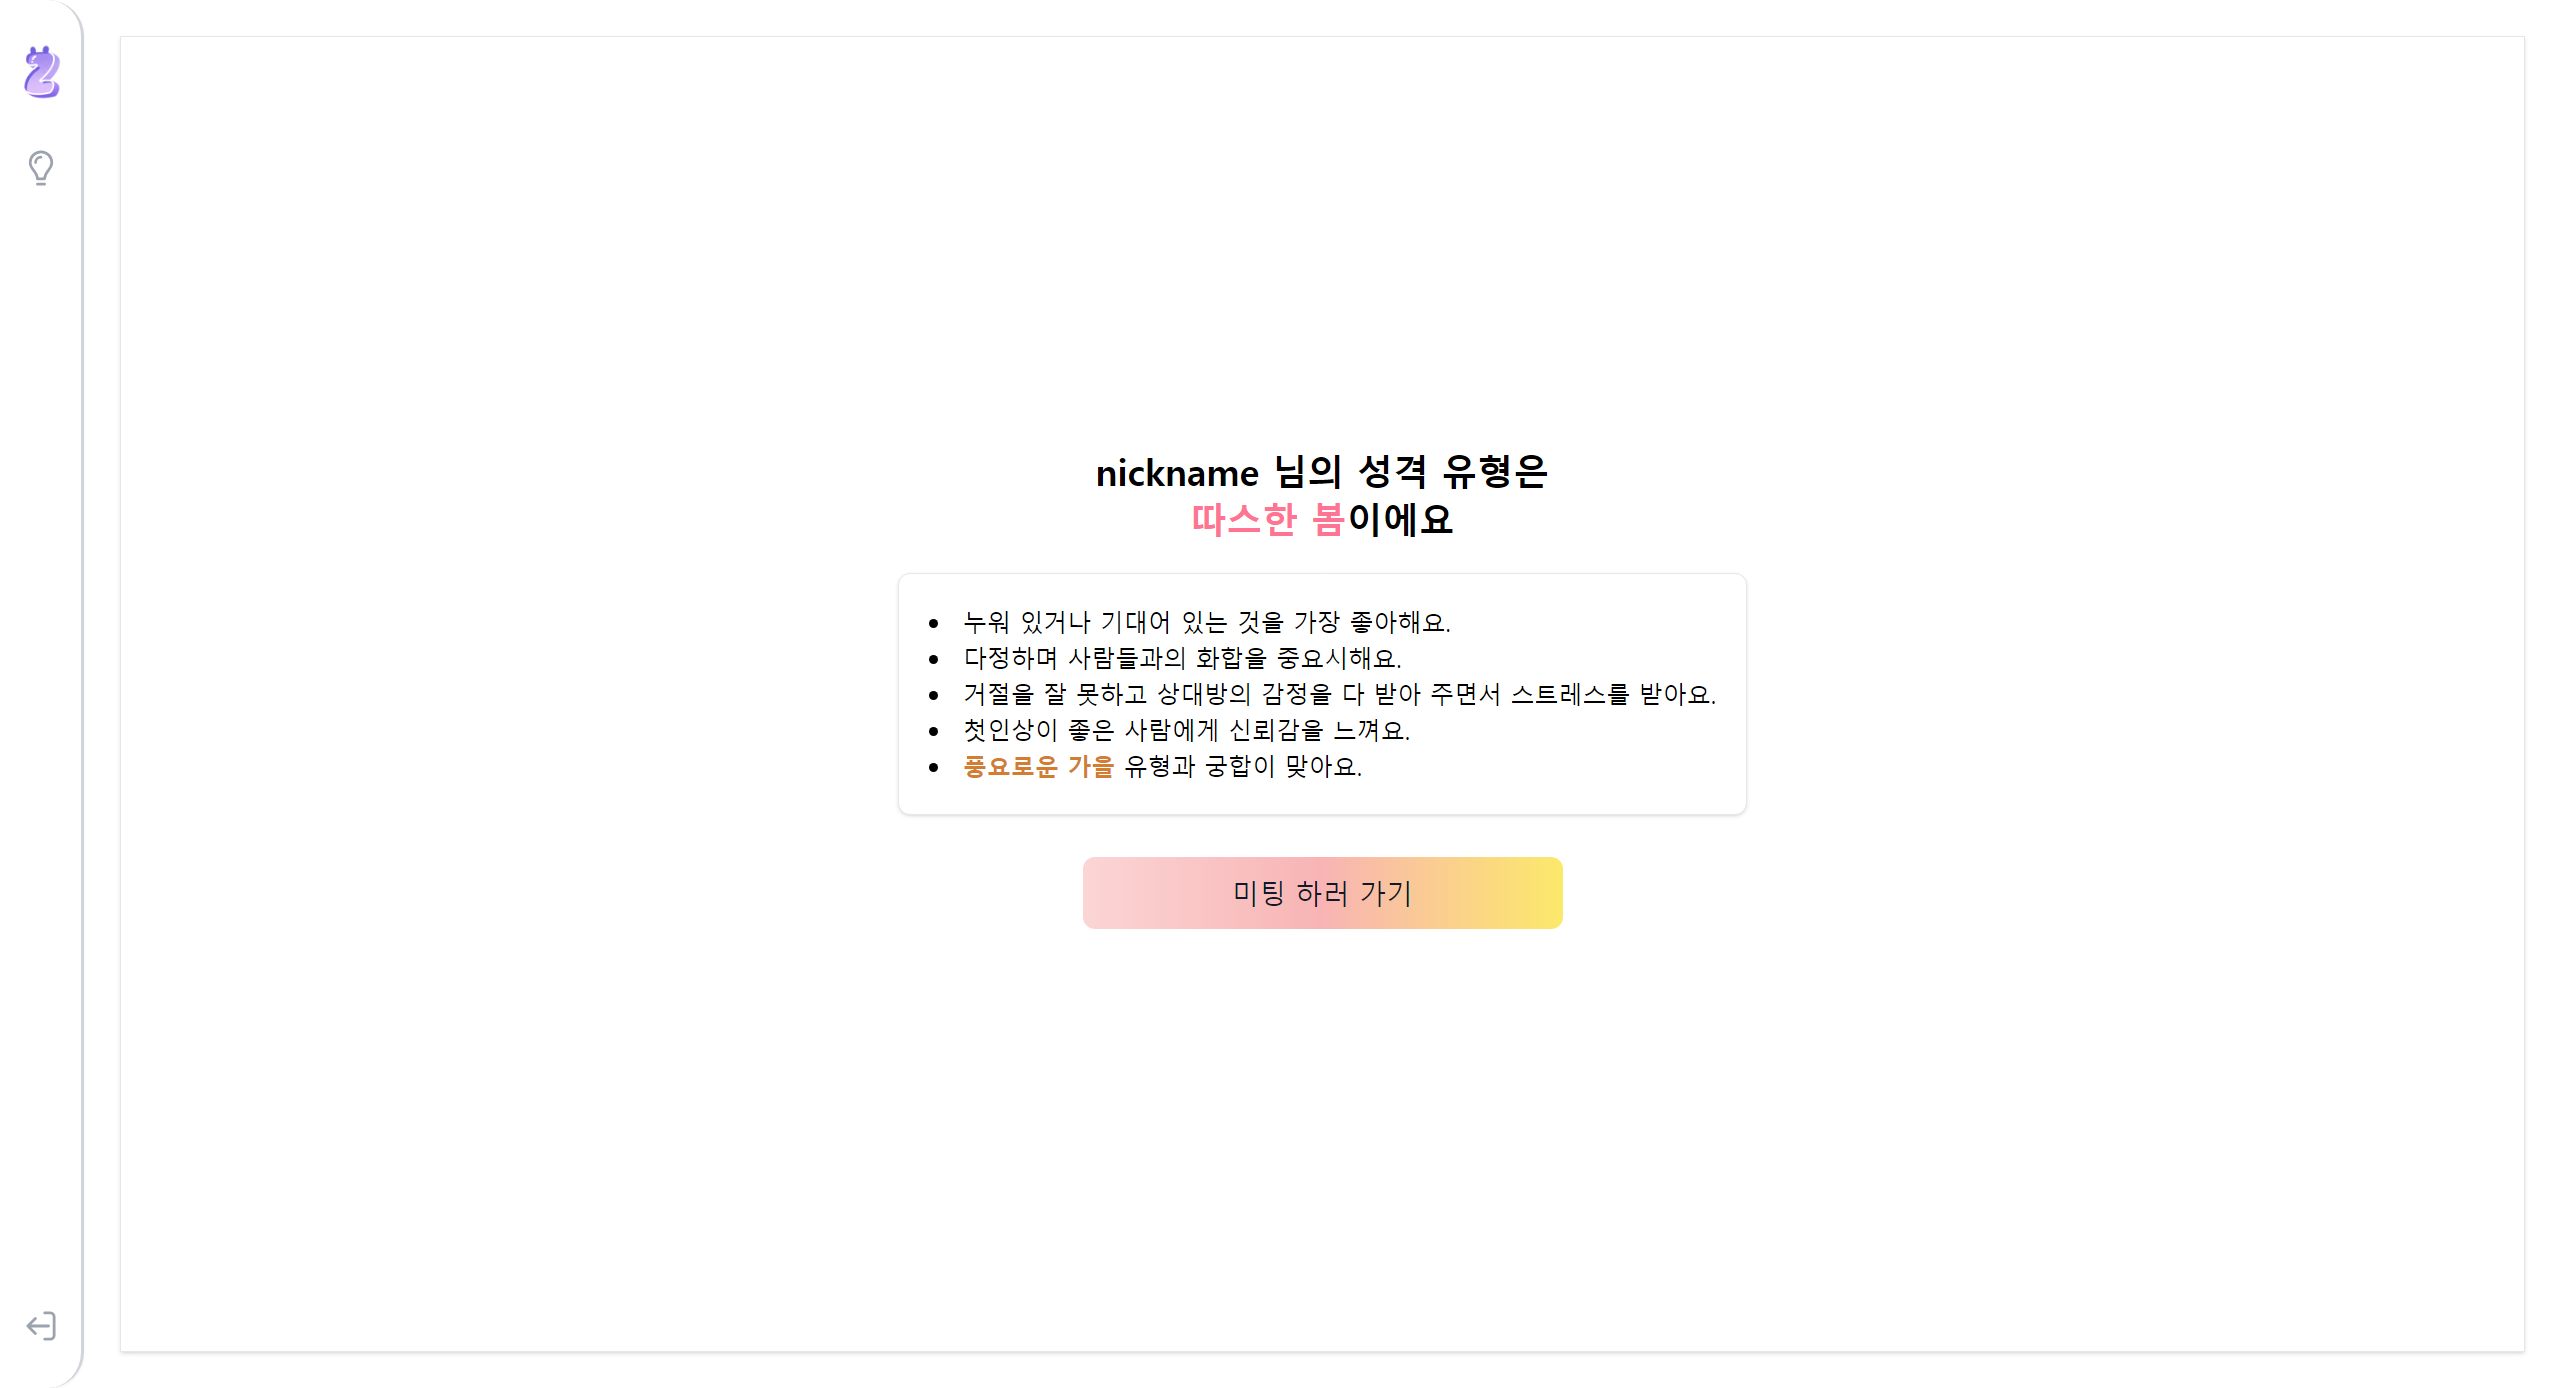 nickname 님의 성격 유형은
따스한 봄이에요
누워 있거나 기대어 있는 것을 가장 좋아해요.
다정하며 사람들과의 화합을 중요시해요.
거절을 잘 못하고 상대방의 감정을 다 받아 주면서 스트레스를 받아요.
첫인상이 좋은 사람에게 신뢰감을 느껴요.
풍요로운 가을 유형과 궁합이 맞아요.
미팅 하러 가기